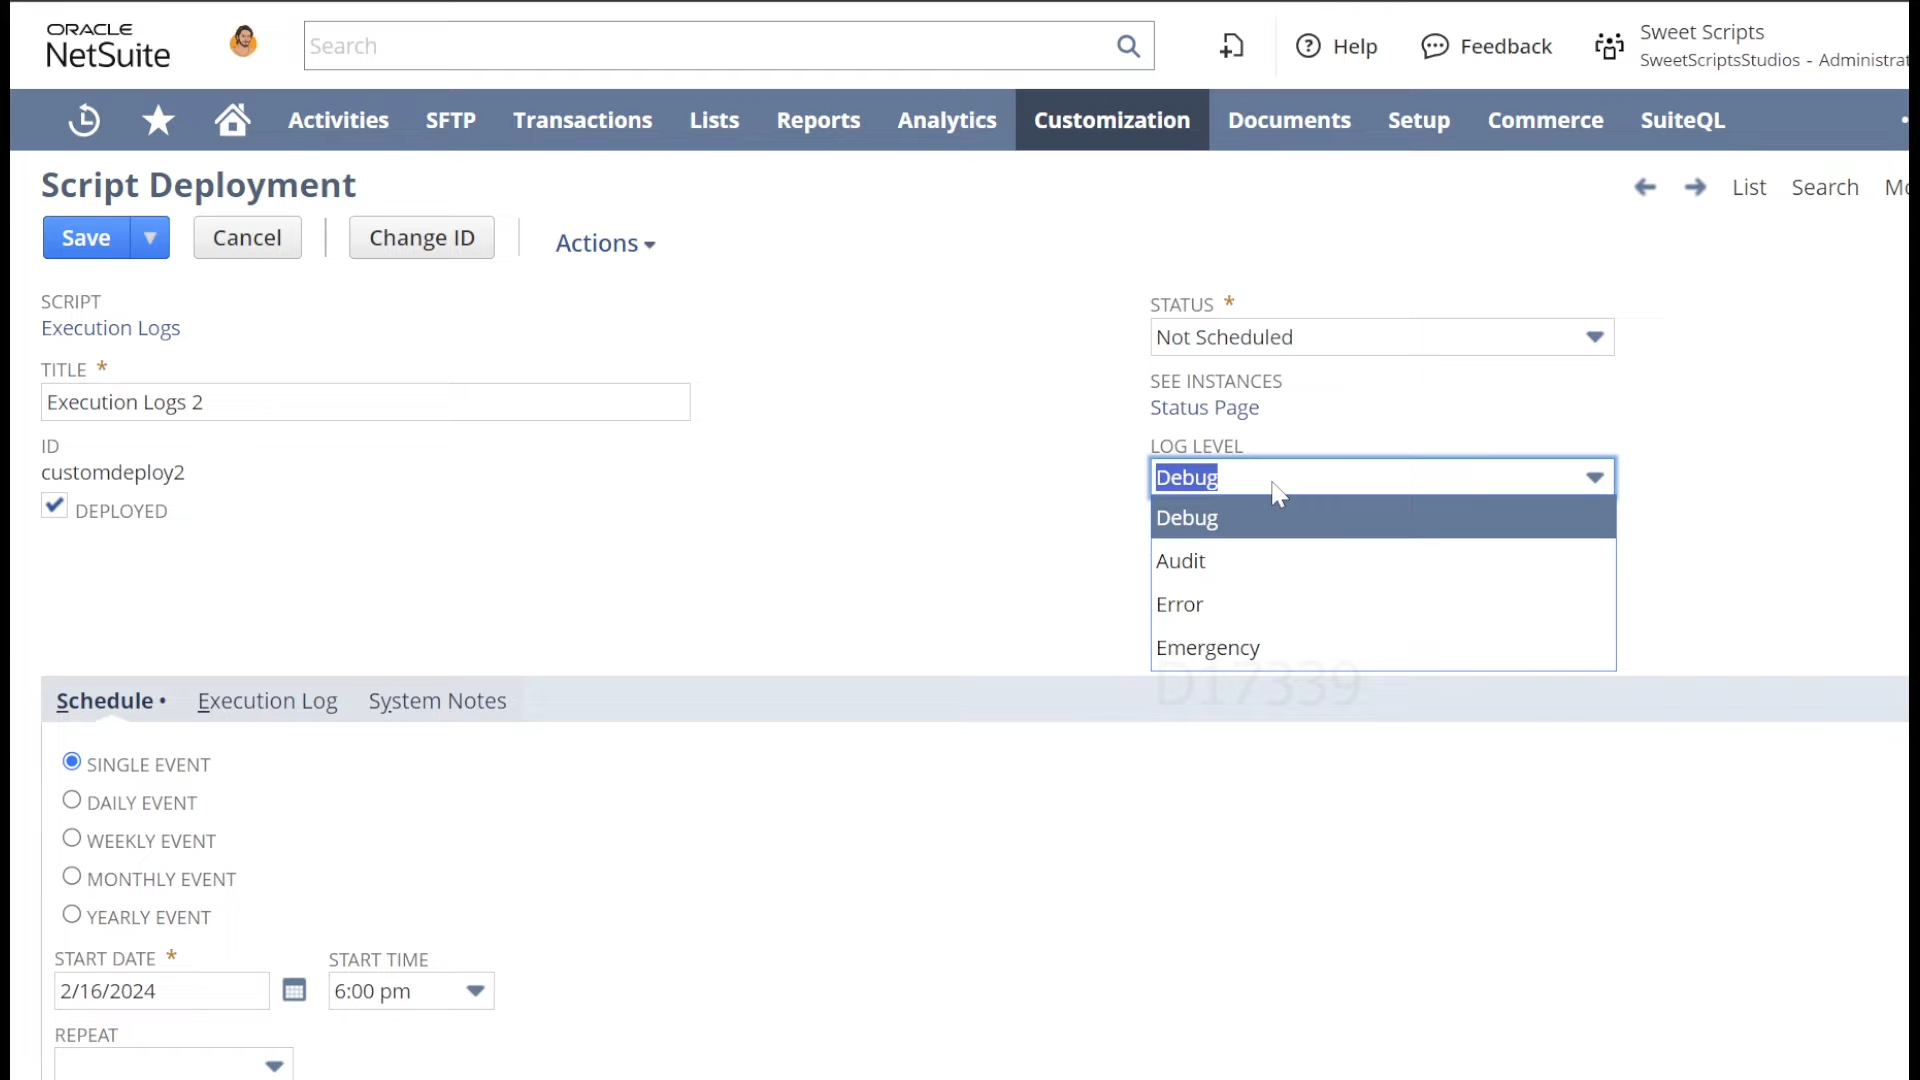 ORACLE
NetSuite
Search
Help
Feedback
Sweet Scripts
SweetScriptsStudios - Administrat
Activities
SFTP
Transactions
Lists
Reports
Analytics
Customization
Documents
Setup
Commerce
SuiteQL
Script Deployment
List
Search
Mo
Save
Cancel
Change ID
Actions
SCRIPT
Execution Logs
TITLE *
Execution Logs 2
ID
customdeploy2
DEPLOYED
STATUS *
Not Scheduled
SEE INSTANCES
Status Page
LOG LEVEL
Debug
Debug
Audit
Error
Emergency
D17339
Schedule •
Execution Log
System Notes
SINGLE EVENT
DAILY EVENT
WEEKLY EVENT
MONTHLY EVENT
YEARLY EVENT
START DATE *
2/16/2024
START TIME
6:00 pm
REPEAT